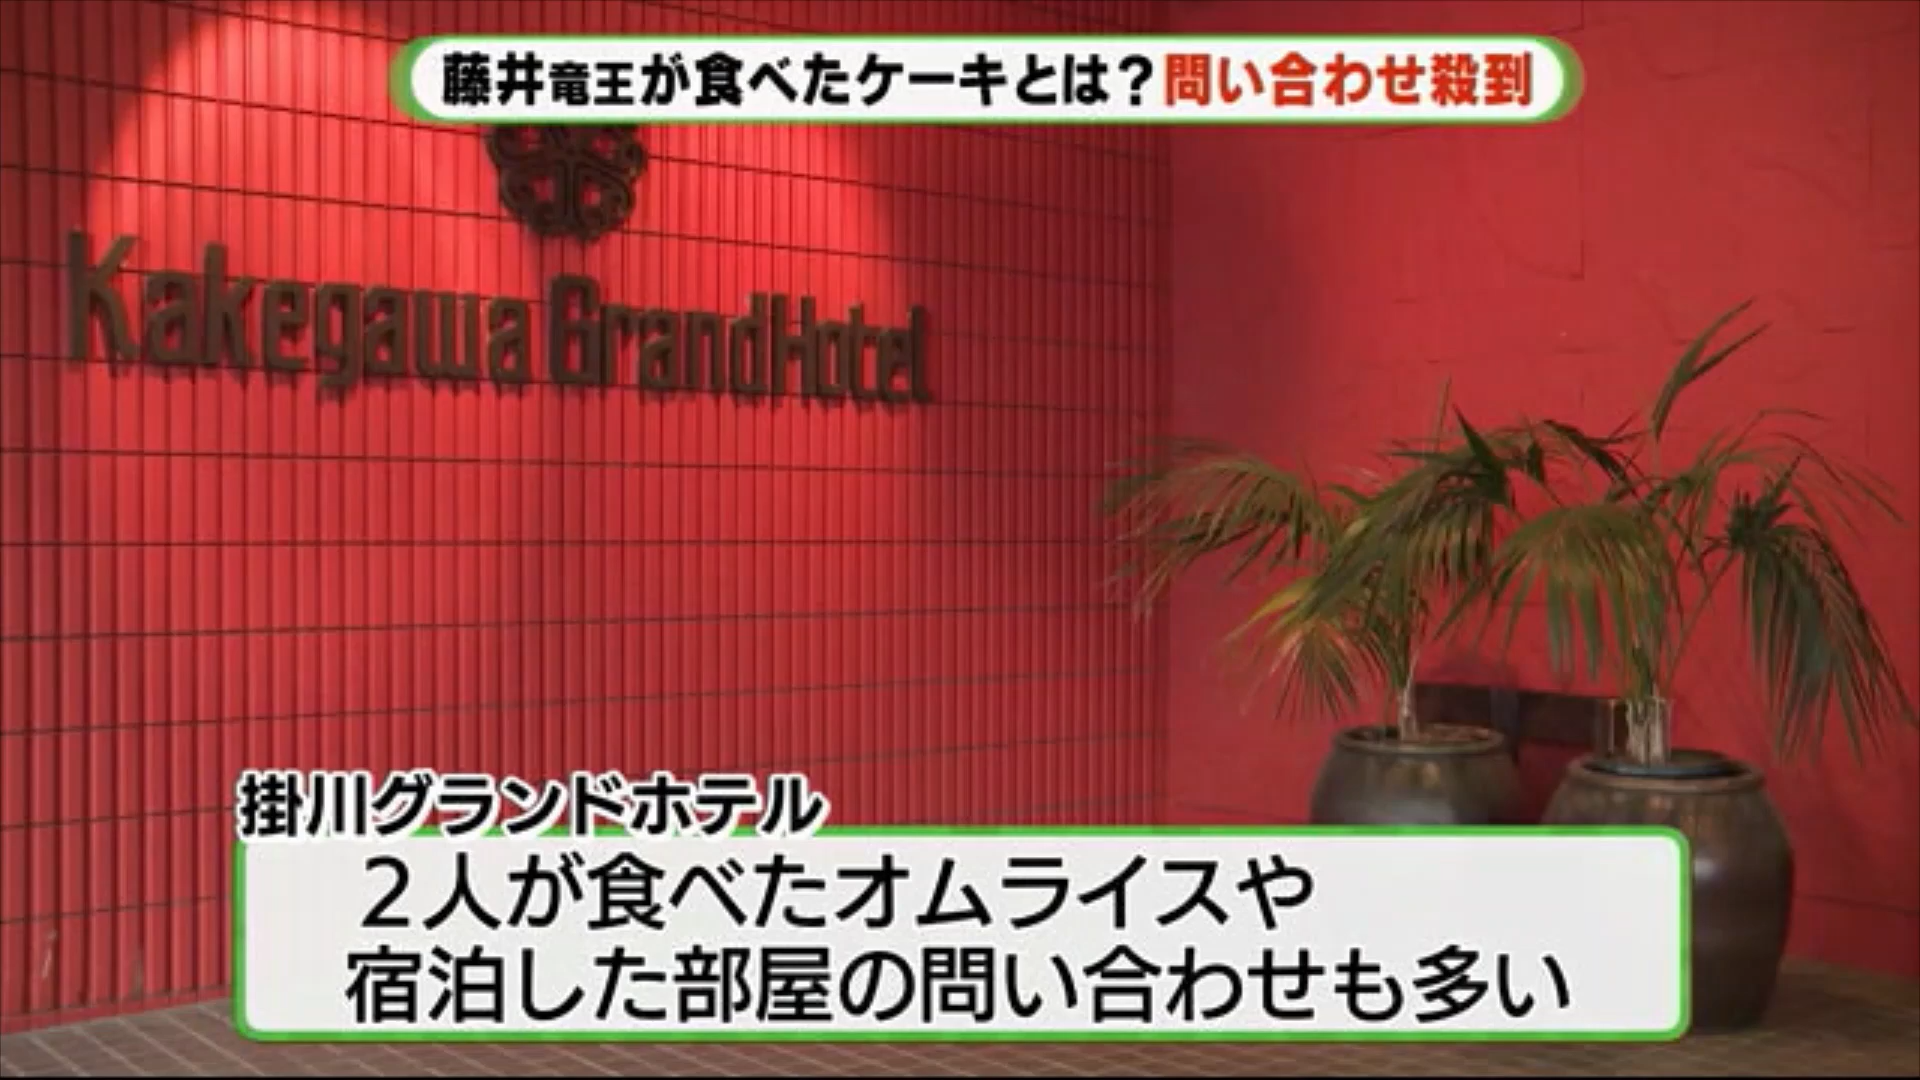 藤井竜王が食べたケーキとは？問い合わせ殺到
Kakegawa GrandHotel
掛川グランドホテル
２人が食べたオムライスや
宿泊した部屋の問い合わせも多い